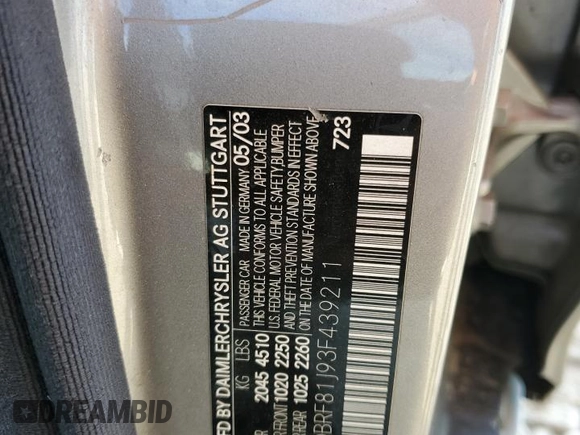 MFD BY DAIMLERCHRYSLER AG STUTTGART
PASSENGER CAR MADE IN GERMANY 05/03
THIS VEHICLE CONFORMS TO ALL APPLICABLE
U.S. FEDERAL MOTOR VEHICLE SAFETY, BUMPER
AND THEFT PREVENTION STANDARDS IN EFFECT
ON THE DATE OF MANUFACTURE SHOWN ABOVE
723
KG LBS
2045 4510
FRONT 1020 2250
REAR 1025 2260
BRF81J93F439211
AUTOBIDCAR